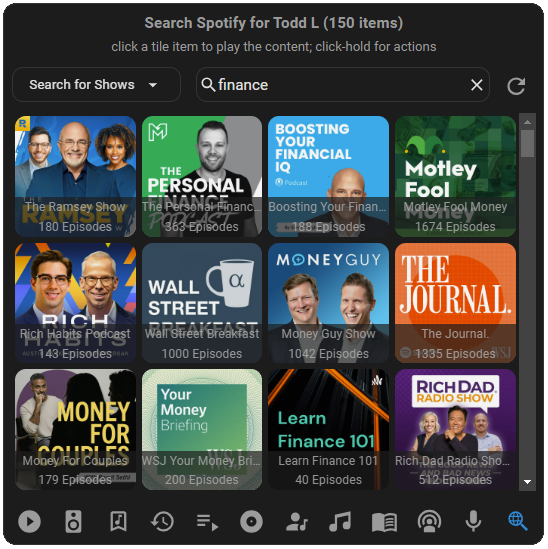 Search Spotify for Todd L (150 items)
click a tile item to play the content; click-hold for actions
Search for Shows
finance
The Ramsey Show
180 Episodes
THE
PERSONAL
FINANCE
PODCAST
The Personal Financ...
363 Episodes
BOOSTING
YOUR
FINANCIAL
IQ
Podcast
Boosting Your Finan...
188 Episodes
Motley
Fool
Money
Motley Fool Money
1674 Episodes
RICH
HABITS
Rich Habits Podcast
143 Episodes
WALL
STREET
BREAKFAST
α
Wall Street Breakfast
1000 Episodes
MONEYGUY
Money Guy Show
1042 Episodes
THE
JOURNAL.
WSJ
The Journal.
1335 Episodes
MONEY
FOR
COUPLES
Money For Couples
179 Episodes
Your
Money
Briefing
WSJ
WSJ Your Money Bri...
200 Episodes
Learn
Finance 101
Learn Finance 101
40 Episodes
RICH DAD
RADIO SHOW
AND BAD NEWS
Rich Dad Radio Sho...
512 Episodes